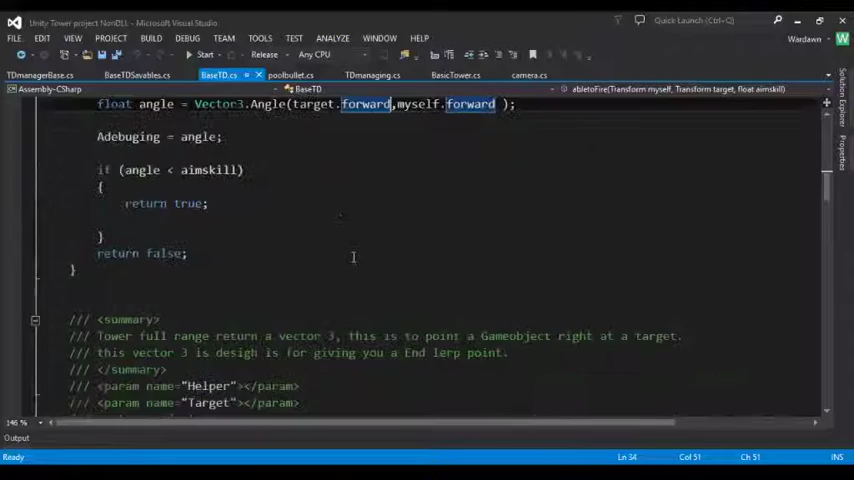 Unity Tower project NonDLL - Microsoft Visual Studio
Quick Launch (Ctrl+Q)
FILE EDIT VIEW PROJECT BUILD DEBUG TEAM TOOLS TEST ANALYZE WINDOW HELP
Wardawn W
Start Release Any CPU
TDmanagerBase.cs BaseTDSavables.cs BaseTD.cs poolbullet.cs TDmanaging.cs BasicTower.cs camera.cs
Assembly-CSharp BaseTD abletoFire(Transform myself, Transform target, float aimskill)
float angle = Vector3.Angle(target.forward,myself.forward );
Adebuging = angle;
if (angle < aimskill)
{
return true;
}
return false;
}
/// <summary>
/// Tower full range return a vector 3, this is to point a Gameobject right at a target.
/// this vector 3 is desigh is for giving you a End lerp point.
/// </summary>
/// <param name="Helper"></param>
/// <param name="Target"></param>
146 %
Output
Ready Ln 34 Col 51 Ch 51 INS
Solution Explorer
Properties